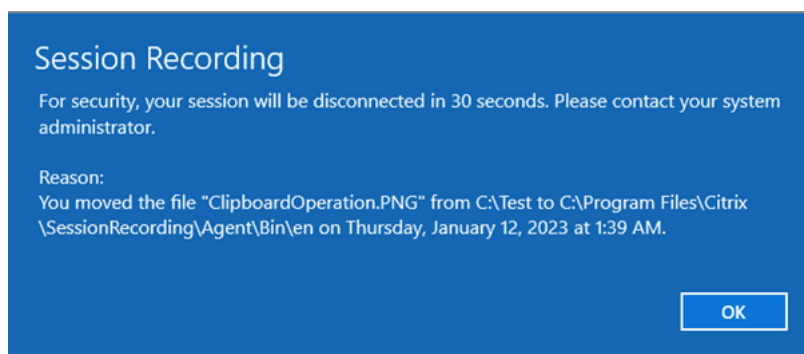 Session Recording
For security, your session will be disconnected in 30 seconds. Please contact your system
administrator.
Reason:
You moved the file "ClipboardOperation.PNG" from C:\Test to C:\Program Files\Citrix
\SessionRecording\Agent\Bin\en on Thursday, January 12, 2023 at 1:39 AM.
OK